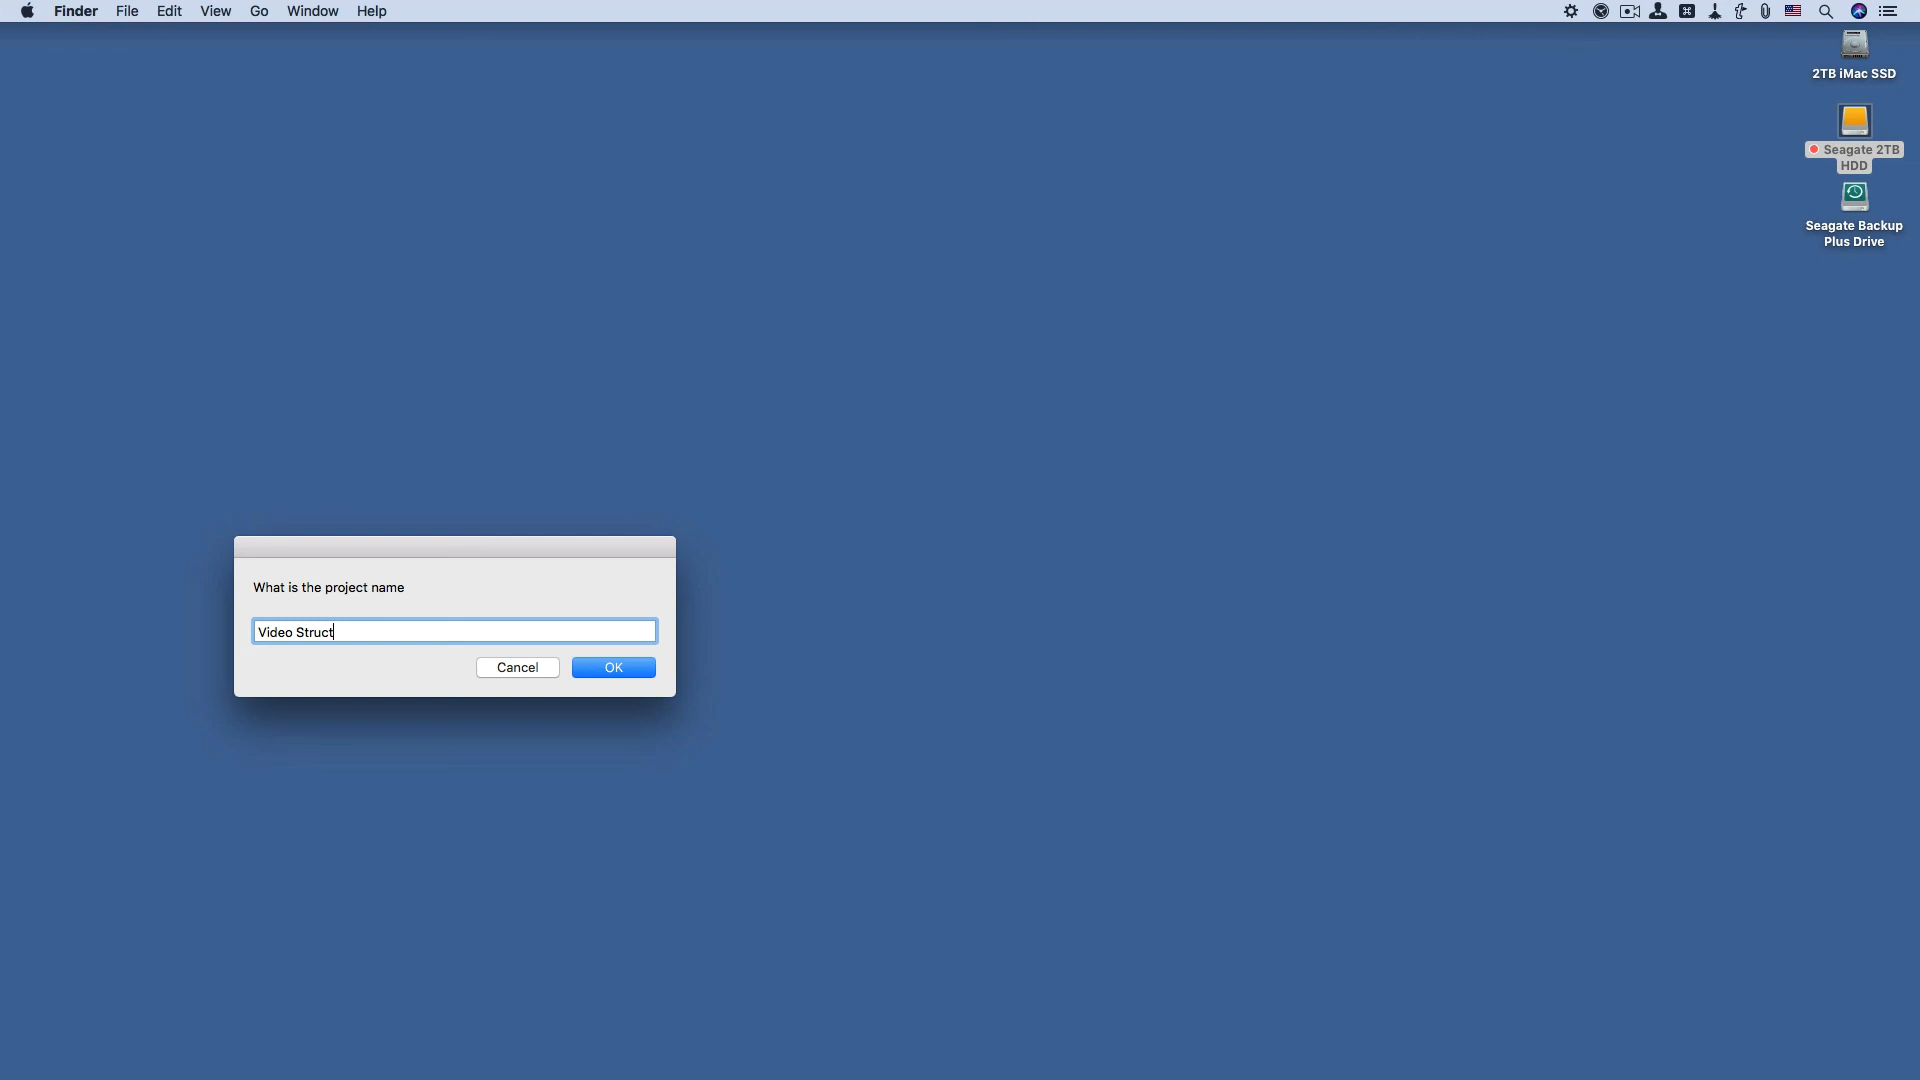 Finder File Edit View Go Window Help
2TB iMac SSD
Seagate 2TB
HDD
Seagate Backup
Plus Drive
What is the project name
Video Struct
Cancel OK